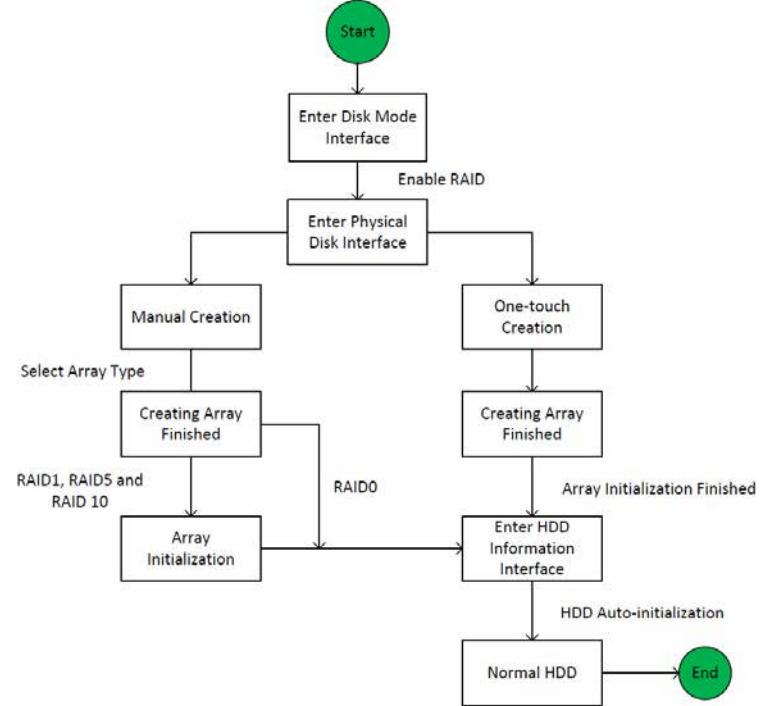 Start
Enter Disk Mode
Interface
Enable RAID
Enter Physical
Disk Interface
Manual Creation
One-touch
Creation
Select Array Type
Creating Array
Finished
Creating Array
Finished
RAID1, RAID5 and
RAID 10
RAID0
Array Initialization Finished
Array
Initialization
Enter HDD
Information
Interface
HDD Auto-initialization
Normal HDD
End